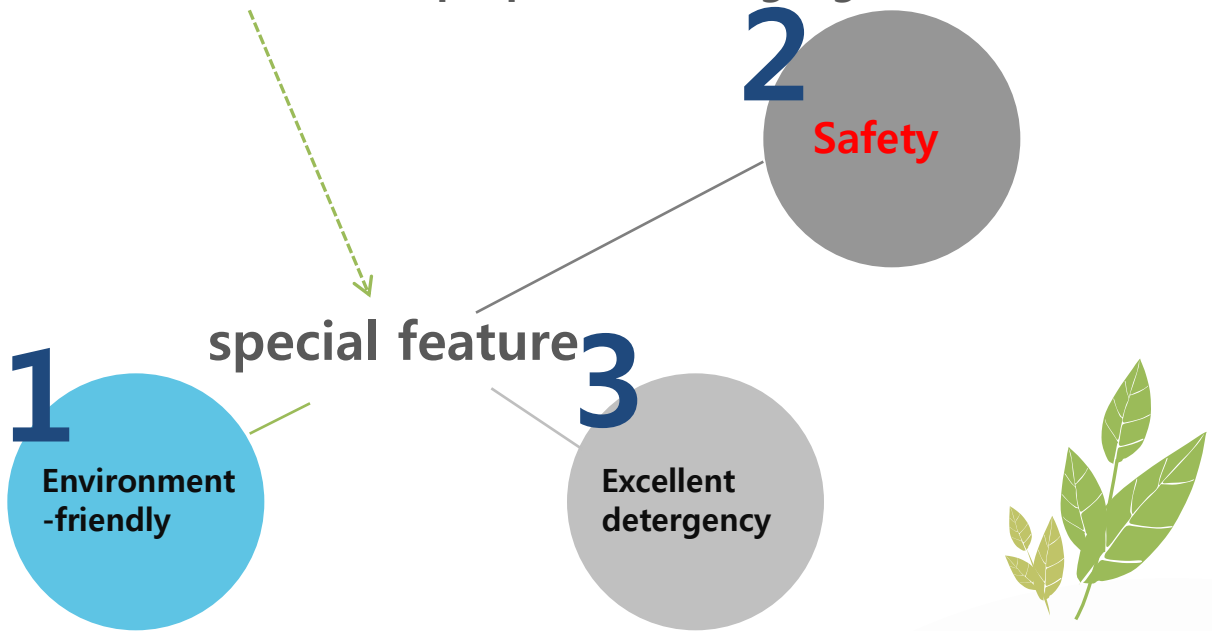 2
Safety
special feature
1
3
Environment
-friendly
Excellent
detergency